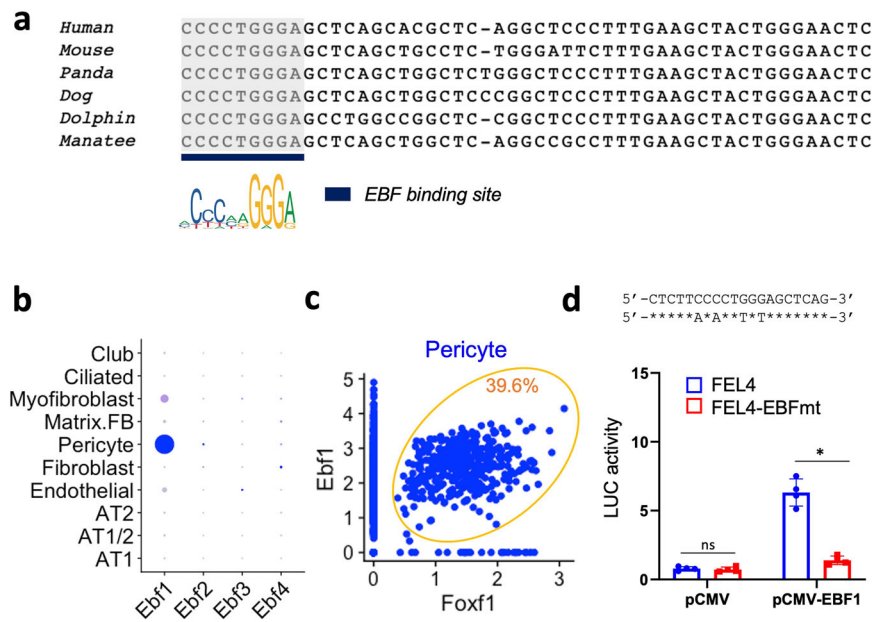 a
Human CCCCTGGGAGCTCAGCACGCTC-AGGCTCCCTTTGAAGCTACTGGGAACTC
Mouse CCCCTGGGAGCTCAGCTGCCTC-TGGGATTCTTTGAAGCTACTGGGAACTC
Panda CCCCTGGGAGCTCAGCTGGCTCTGGGCTCCCTTTGAAGCTACTGGGAACTC
Dog CCCCTGGGAGCTCAGCTGGCTCCCGGCTCCCTTTGAAGCTACTGGGAACTC
Dolphin CCCCTGGGAGCCTGGCCGGCTC-CGGCTCCCTTTGAAGCTACTGGGAACTC
Manatee CCCCTGGGAGCTCAGCTGGCTC-CGGCCGCCTTTGAAGCTACTGGGAACTC
CCCAAGGGA
EBF binding site
b
Club
Ciliated
Myofibroblast
Matrix.FB
Pericyte
Fibroblast
Endothelial
AT2
AT1/2
AT1
Ebf1 Ebf2 Ebf3 Ebf4
c
Pericyte
39.6%
Ebf1
5
4
3
2
1
0
0 1 2 3
Foxf1
d
5’-CTCTTCCCCTGGGAGCTCAG-3’
5’-*****A*A**T*T*******-3’
FEL4
FEL4-EBFmt
LUC activity
15
10
5
0
ns
*
pCMV pCMV-EBF1